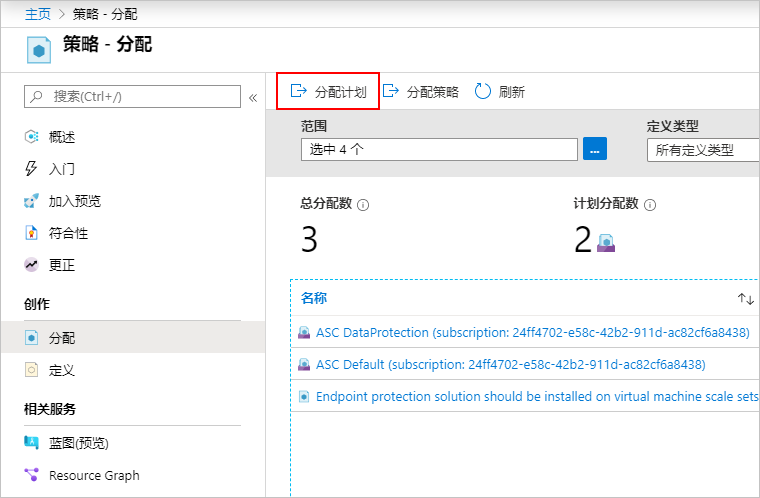 主页 > 策略 - 分配
策略 - 分配
搜索(Ctrl+/)
«
概述
入门
加入预览
符合性
更正
创作
分配
定义
相关服务
蓝图(预览)
Resource Graph
分配计划 分配策略 刷新
范围 定义类型
选中 4 个 ... 所有定义类型
总分配数 计划分配数
3 2
名称
ASC DataProtection (subscription: 24ff4702-e58c-42b2-911d-ac82cf6a8438)
ASC Default (subscription: 24ff4702-e58c-42b2-911d-ac82cf6a8438)
Endpoint protection solution should be installed on virtual machine scale sets